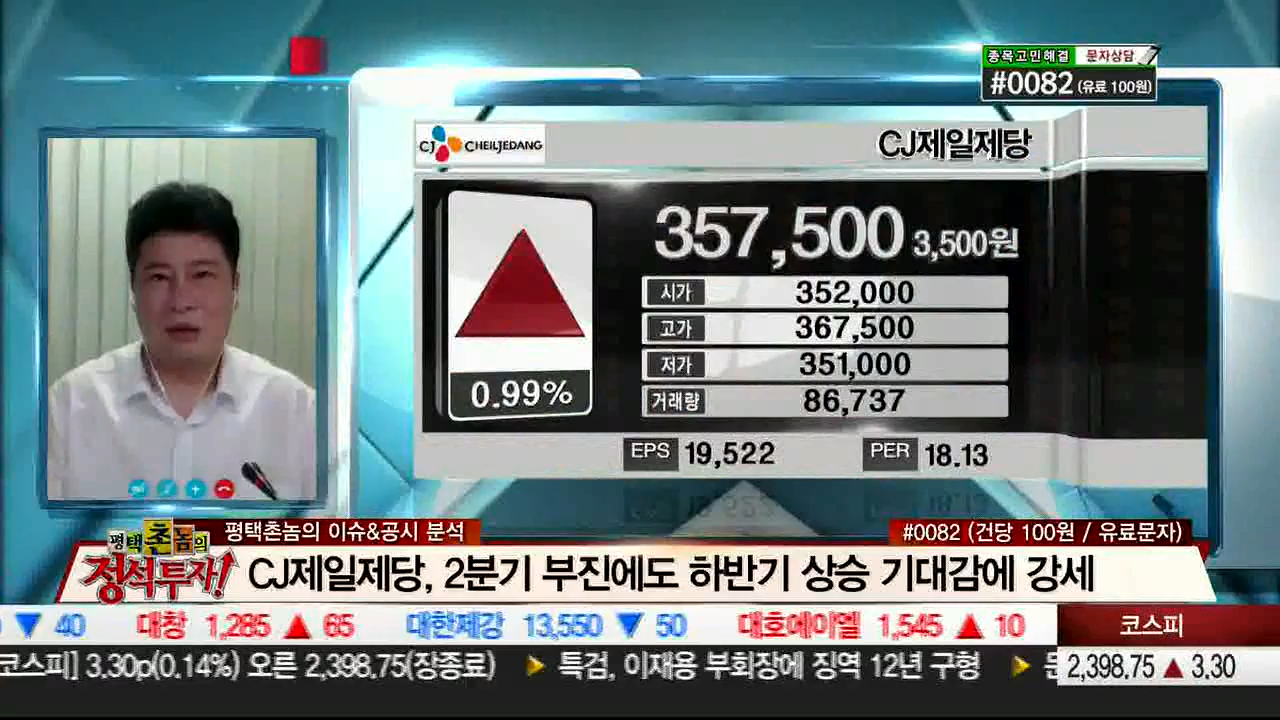 종목고민해결 문자상담
#0082 (유료 100원)
CJ CHEILJEDANG
CJ제일제당
357,500 3,500원
0.99%
시가 352,000
고가 367,500
저가 351,000
거래량 86,737
EPS 19,522 PER 18.13
평택촌놈의 정석투자!
평택촌놈의 이슈&공시 분석
#0082 (건당 100원 / 유료문자)
CJ제일제당, 2분기 부진에도 하반기 상승 기대감에 강세
▼ 40 대창 1,285 ▲ 65 대한제강 13,550 ▼ 50 대호에이엘 1,545 ▲ 10
코스피
코스피] 3.30p(0.14%) 오른 2,398.75(장종료) ▶ 특검, 이재용 부회장에 징역 12년 구형 ▶
2,398.75 ▲ 3.30